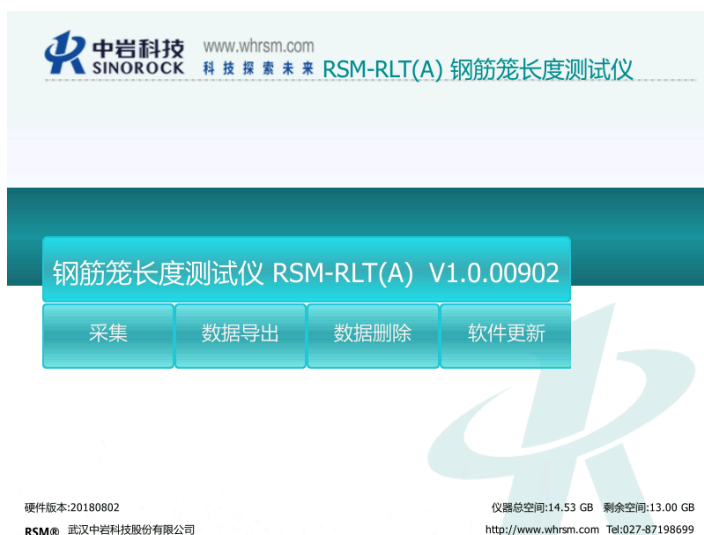 中岩科技 www.whrsm.com
SINOROCK 科技探索未来 RSM-RLT(A) 钢筋笼长度测试仪
钢筋笼长度测试仪 RSM-RLT(A) V1.0.00902
采集 数据导出 数据删除 软件更新
硬件版本:20180802 仪器总空间:14.53 GB 剩余空间:13.00 GB
RSM® 武汉中岩科技股份有限公司 http://www.whrsm.com Tel:027-87198699